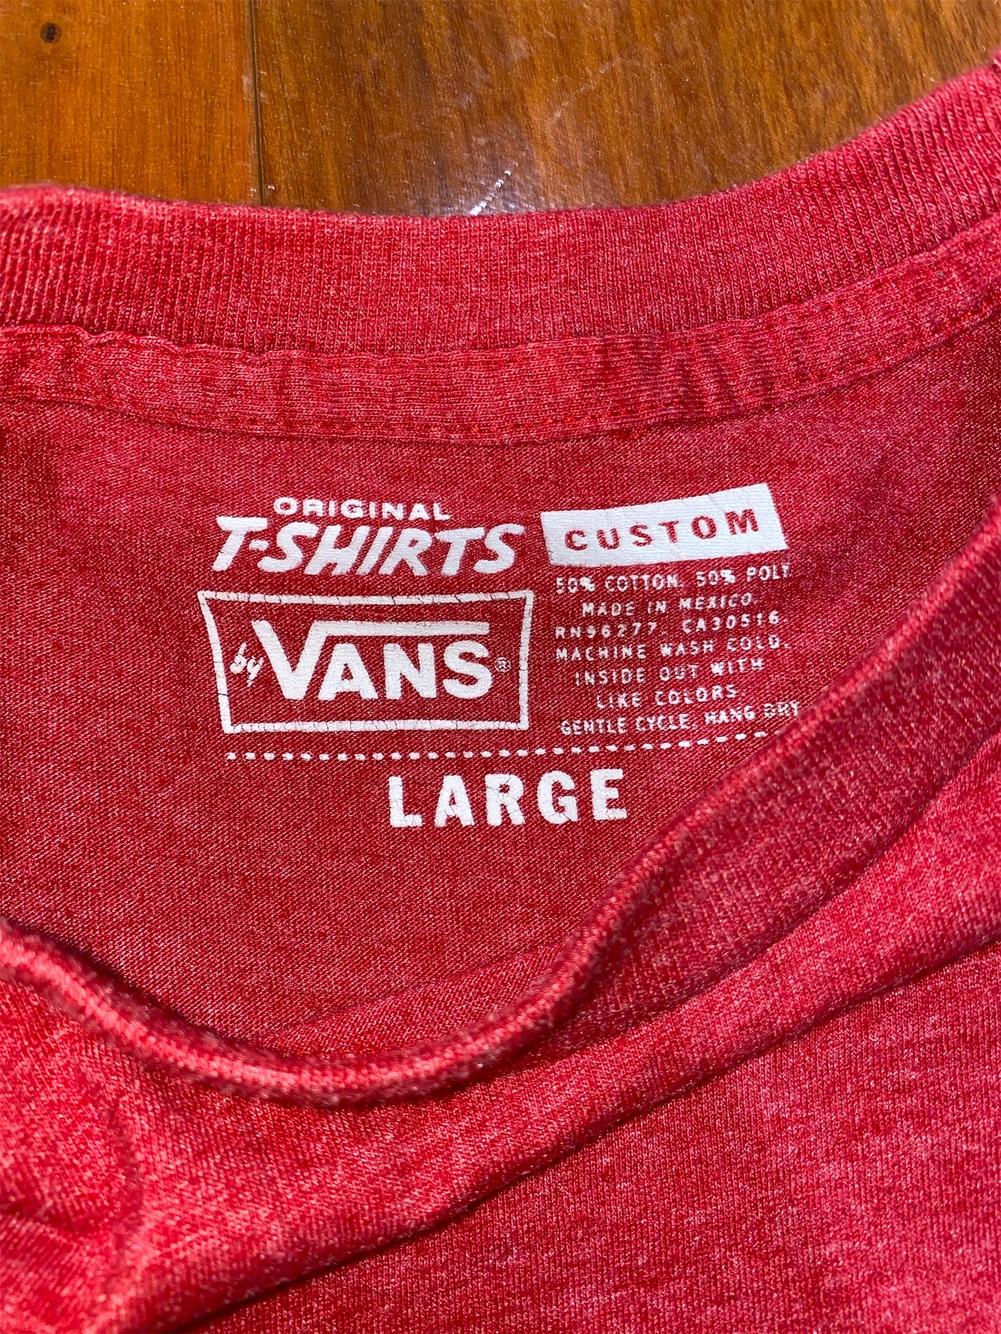 ORIGINAL
T-SHIRTS
by VANS®
CUSTOM
50% COTTON. 50% POLY
MADE IN MEXICO.
RN96277. CA30516.
MACHINE WASH COLD.
INSIDE OUT WITH
LIKE COLORS.
GENTLE CYCLE. HANG DRY
LARGE